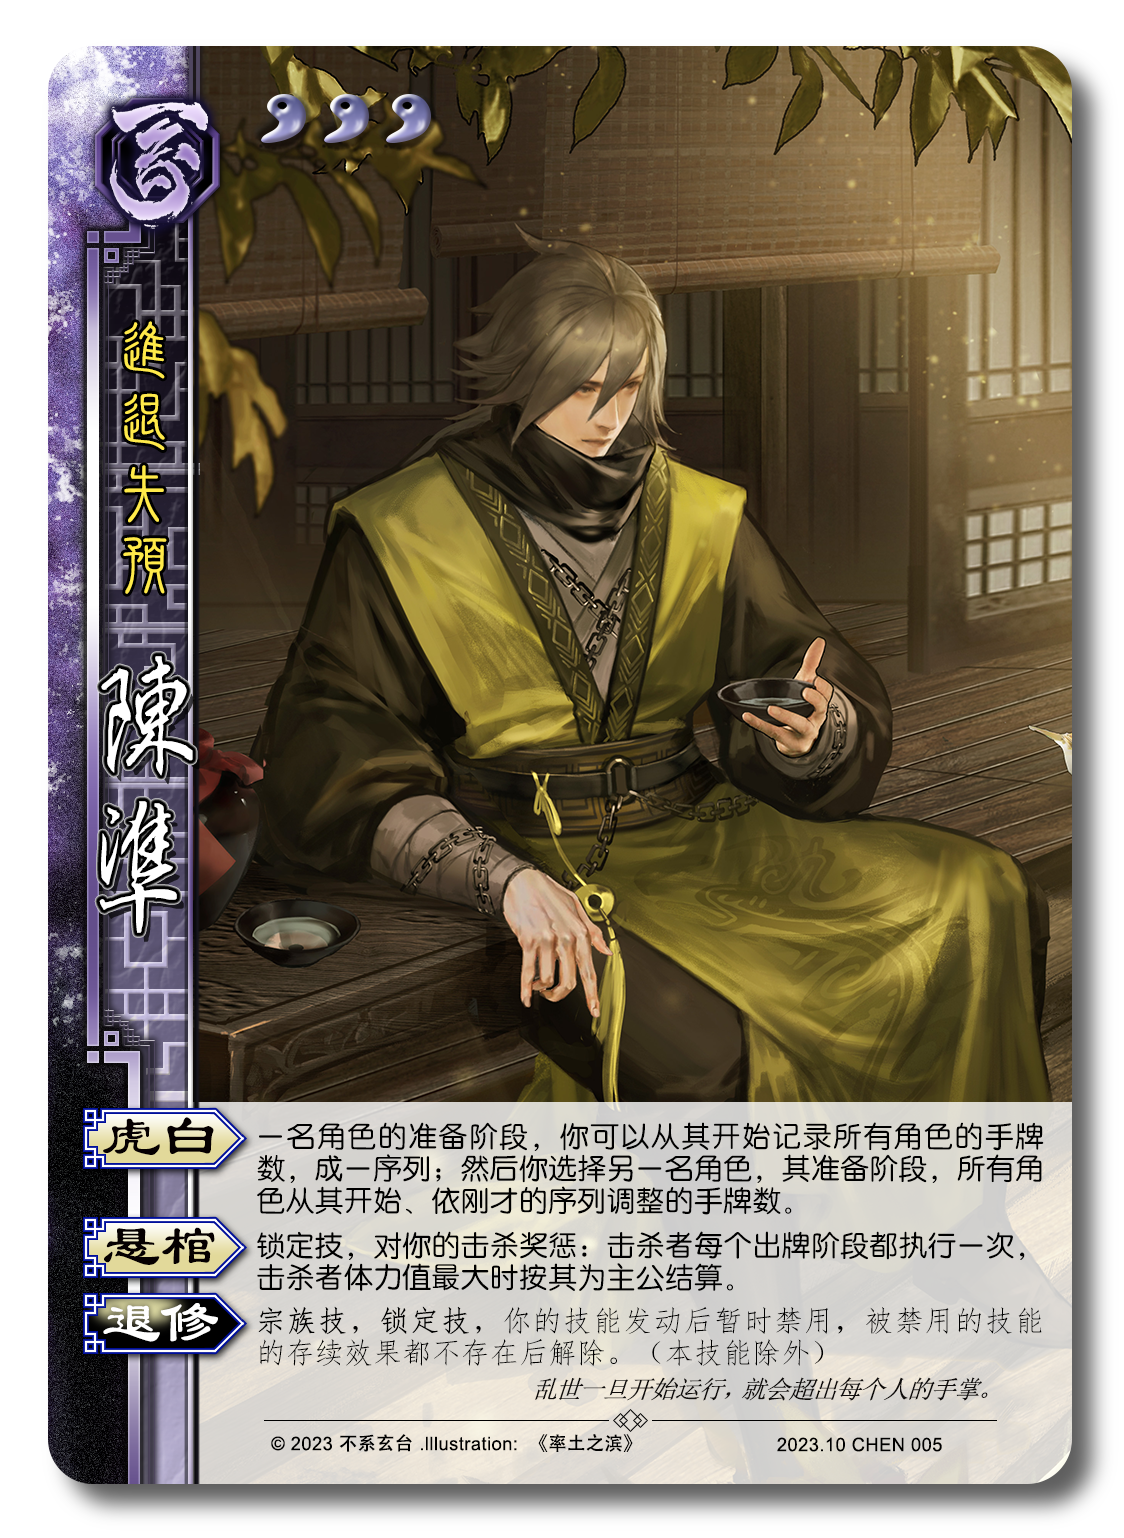 玄
進退失預
陳準
虎白
一名角色的准备阶段，你可以从其开始记录所有角色的手牌
数，成一序列；然后你选择另一名角色，其准备阶段，所有角
色从其开始、依刚才的序列调整的手牌数。
悬棺
锁定技，对你的击杀奖惩：击杀者每个出牌阶段都执行一次，
击杀者体力值最大时按其为主公结算。
退修
宗族技，锁定技，你的技能发动后暂时禁用，被禁用的技能
的存续效果都不存在后解除。（本技能除外）
乱世一旦开始运行，就会超出每个人的手掌。
© 2023 不系玄台 .Illustration: 《率土之滨》
2023.10 CHEN 005